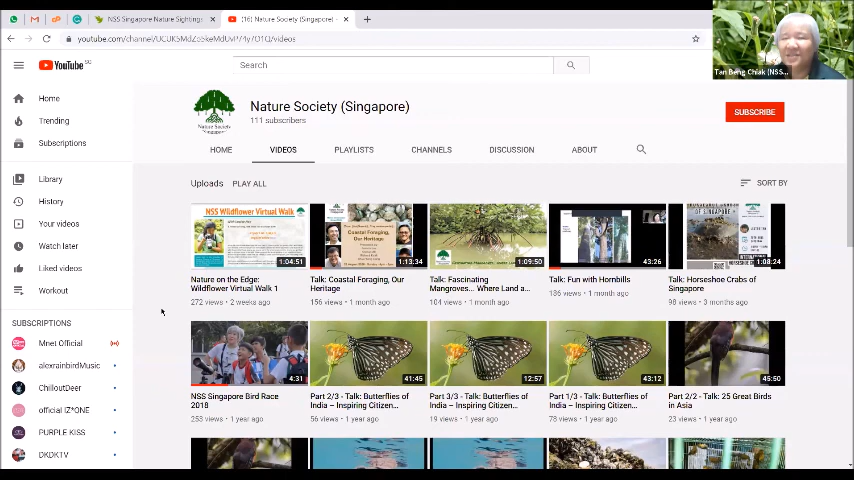 NSS Singapore Nature Sightings
(16) Nature Society (Singapore) -
YouTube SG
Search
Tan Beng Chiak (NSS...
Home
Trending
Subscriptions
Library
History
Your videos
Watch later
Liked videos
Workout
SUBSCRIPTIONS
Mnet Official
alexrainbirdMusic
ChilloutDeer
official IZ*ONE
PURPLE KISS
DKDKTV
Nature Society (Singapore)
111 subscribers
SUBSCRIBE
HOME VIDEOS PLAYLISTS CHANNELS DISCUSSION ABOUT
Uploads PLAY ALL SORT BY
NSS Wildflower Virtual Walk
1:04:51
Nature on the Edge:
Wildflower Virtual Walk 1
272 views • 2 weeks ago
Coastal Foraging,
Our Heritage
1:13:34
Talk: Coastal Foraging, Our
Heritage
156 views • 1 month ago
1:09:50
Talk: Fascinating
Mangroves... Where Land a...
104 views • 1 month ago
43:26
Talk: Fun with Hornbills
186 views • 1 month ago
HORSESHOE CRABS
OF SINGAPORE
1:08:24
Talk: Horseshoe Crabs of
Singapore
98 views • 3 months ago
4:31
NSS Singapore Bird Race
2018
253 views • 1 year ago
41:45
Part 2/3 - Talk: Butterflies of
India – Inspiring Citizen...
56 views • 1 year ago
12:57
Part 3/3 - Talk: Butterflies of
India – Inspiring Citizen...
19 views • 1 year ago
43:12
Part 1/3 - Talk: Butterflies of
India – Inspiring Citizen...
78 views • 1 year ago
45:50
Part 2/2 - Talk: 25 Great Birds
in Asia
23 views • 1 year ago